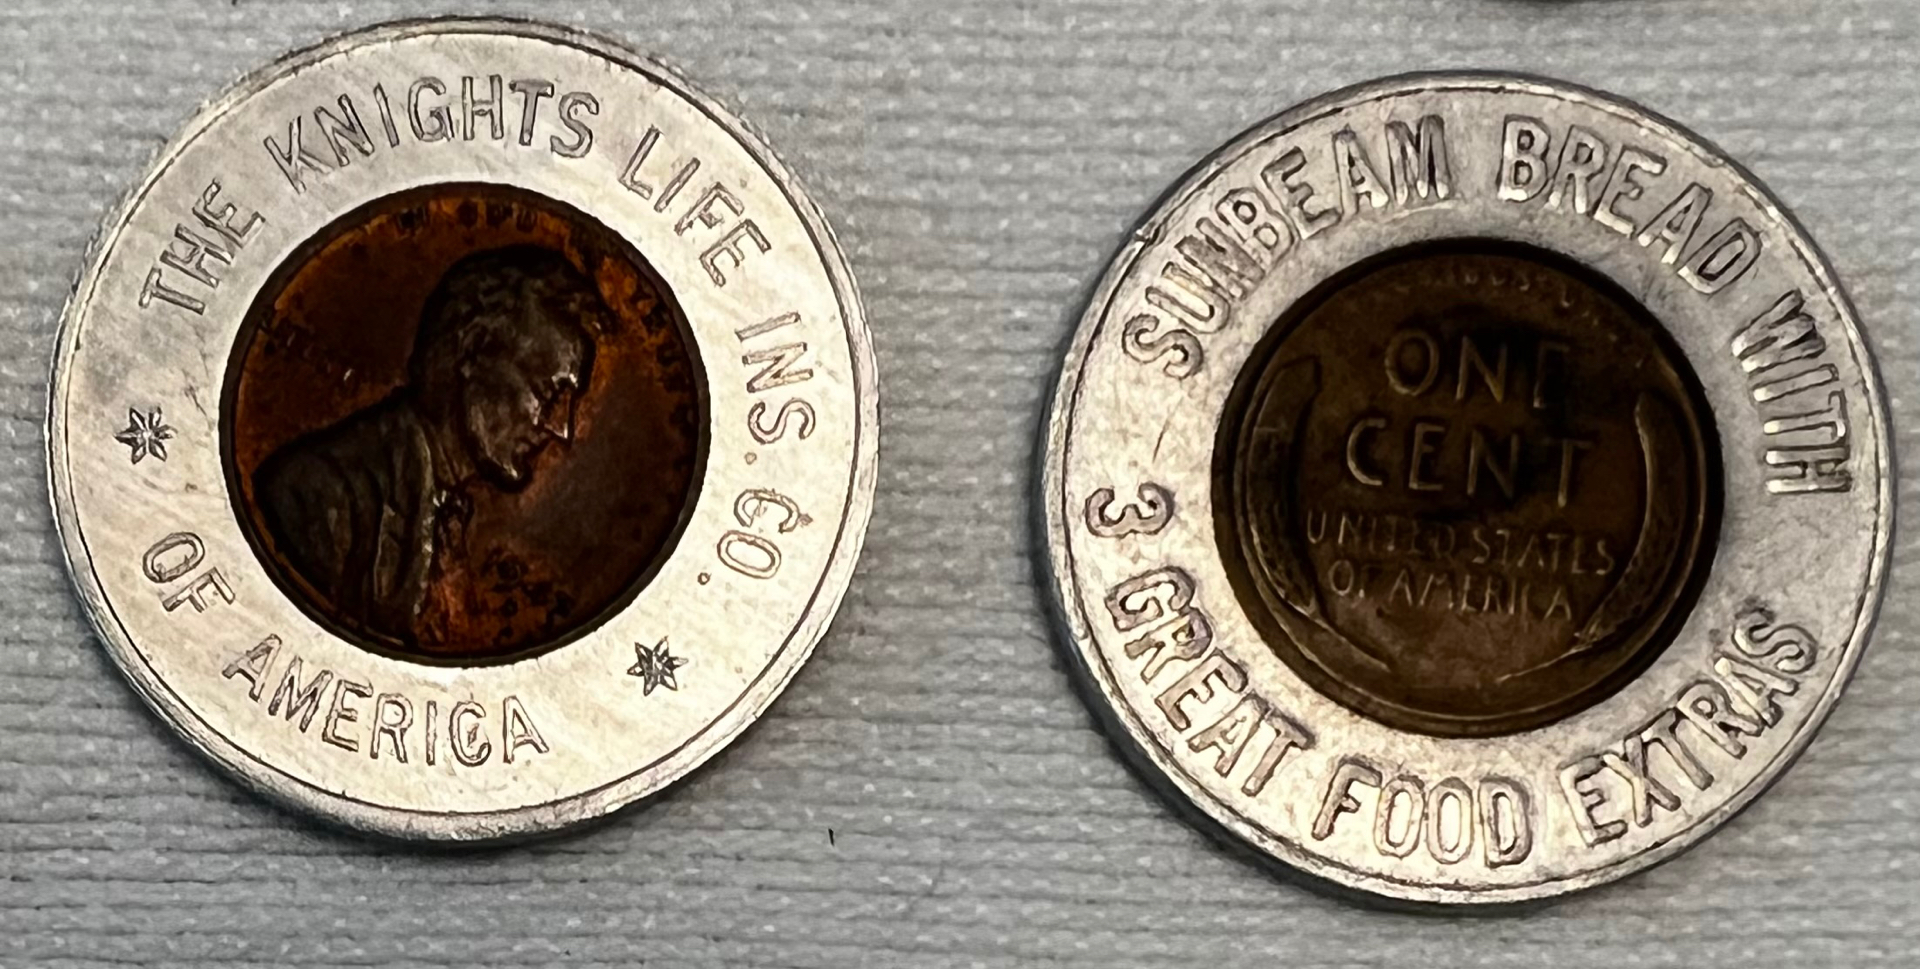 THE KNIGHTS LIFE INS. CO.
OF AMERICA
SUNBEAM BREAD WITH
3 GREAT FOOD EXTRAS
ONE
CENT
UNITED STATES
OF AMERICA